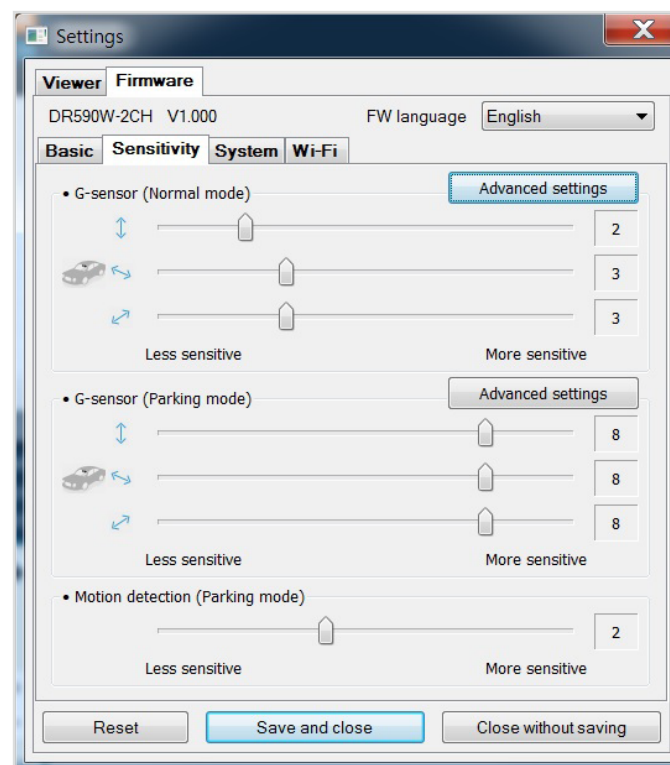 Settings
Viewer Firmware
DR590W-2CH V1.000 FW language English
Basic Sensitivity System Wi-Fi
• G-sensor (Normal mode) Advanced settings
2
3
3
Less sensitive More sensitive
• G-sensor (Parking mode) Advanced settings
8
8
8
Less sensitive More sensitive
• Motion detection (Parking mode)
2
Less sensitive More sensitive
Reset Save and close Close without saving